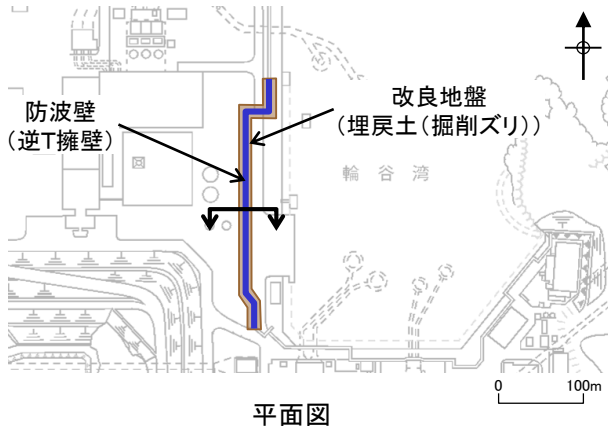 防波壁
(逆T擁壁)
改良地盤
(埋戻土(掘削ズリ))
輪谷湾
0 100m
平面図